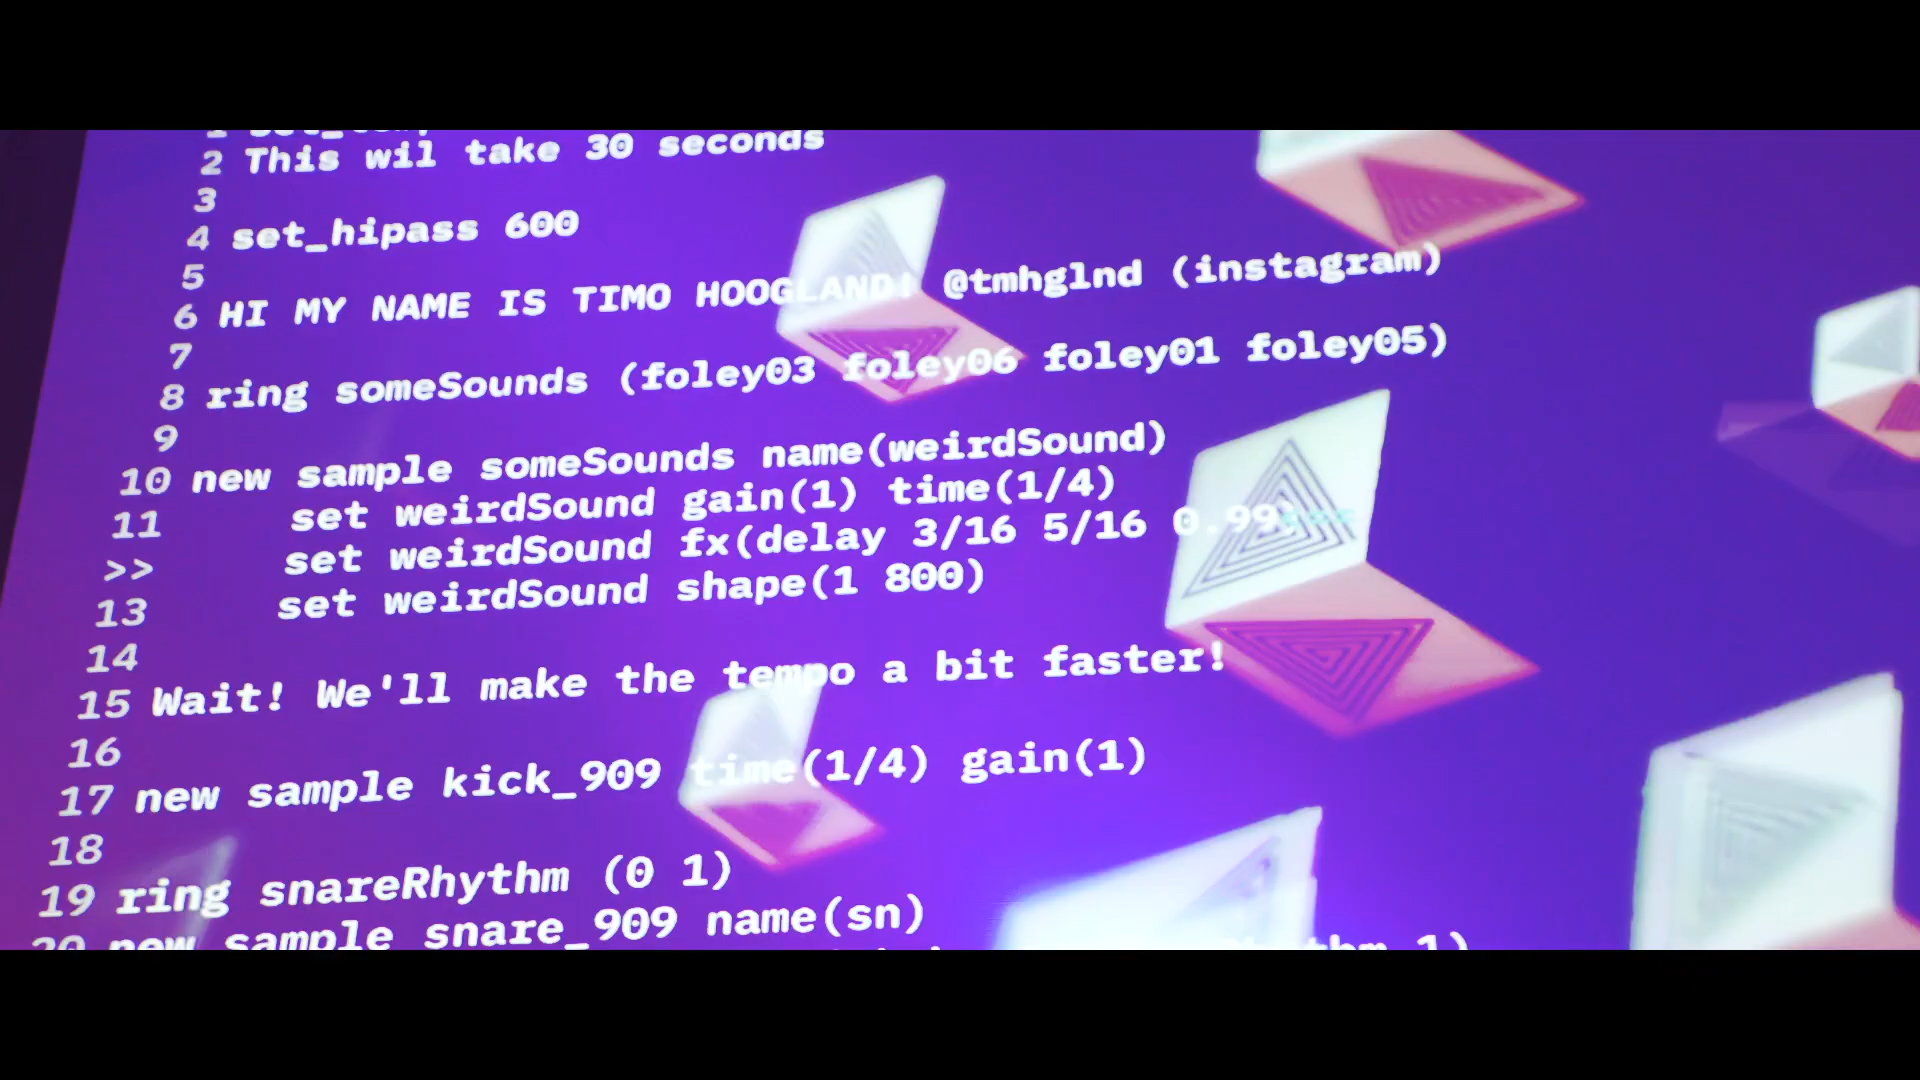 2 This wil take 30 seconds
3
4 set_hipass 600
5
6 HI MY NAME IS TIMO HOOGLAND! @tmhglnd (instagram)
7
8 ring someSounds (foley03 foley06 foley01 foley05)
9
10 new sample someSounds name(weirdSound)
11 set weirdSound gain(1) time(1/4)
>> set weirdSound fx(delay 3/16 5/16 0.99)
13 set weirdSound shape(1 800)
14
15 Wait! We'll make the tempo a bit faster!
16
17 new sample kick_909 time(1/4) gain(1)
18
19 ring snareRhythm (0 1)
20 new sample snare_909 name(sn)